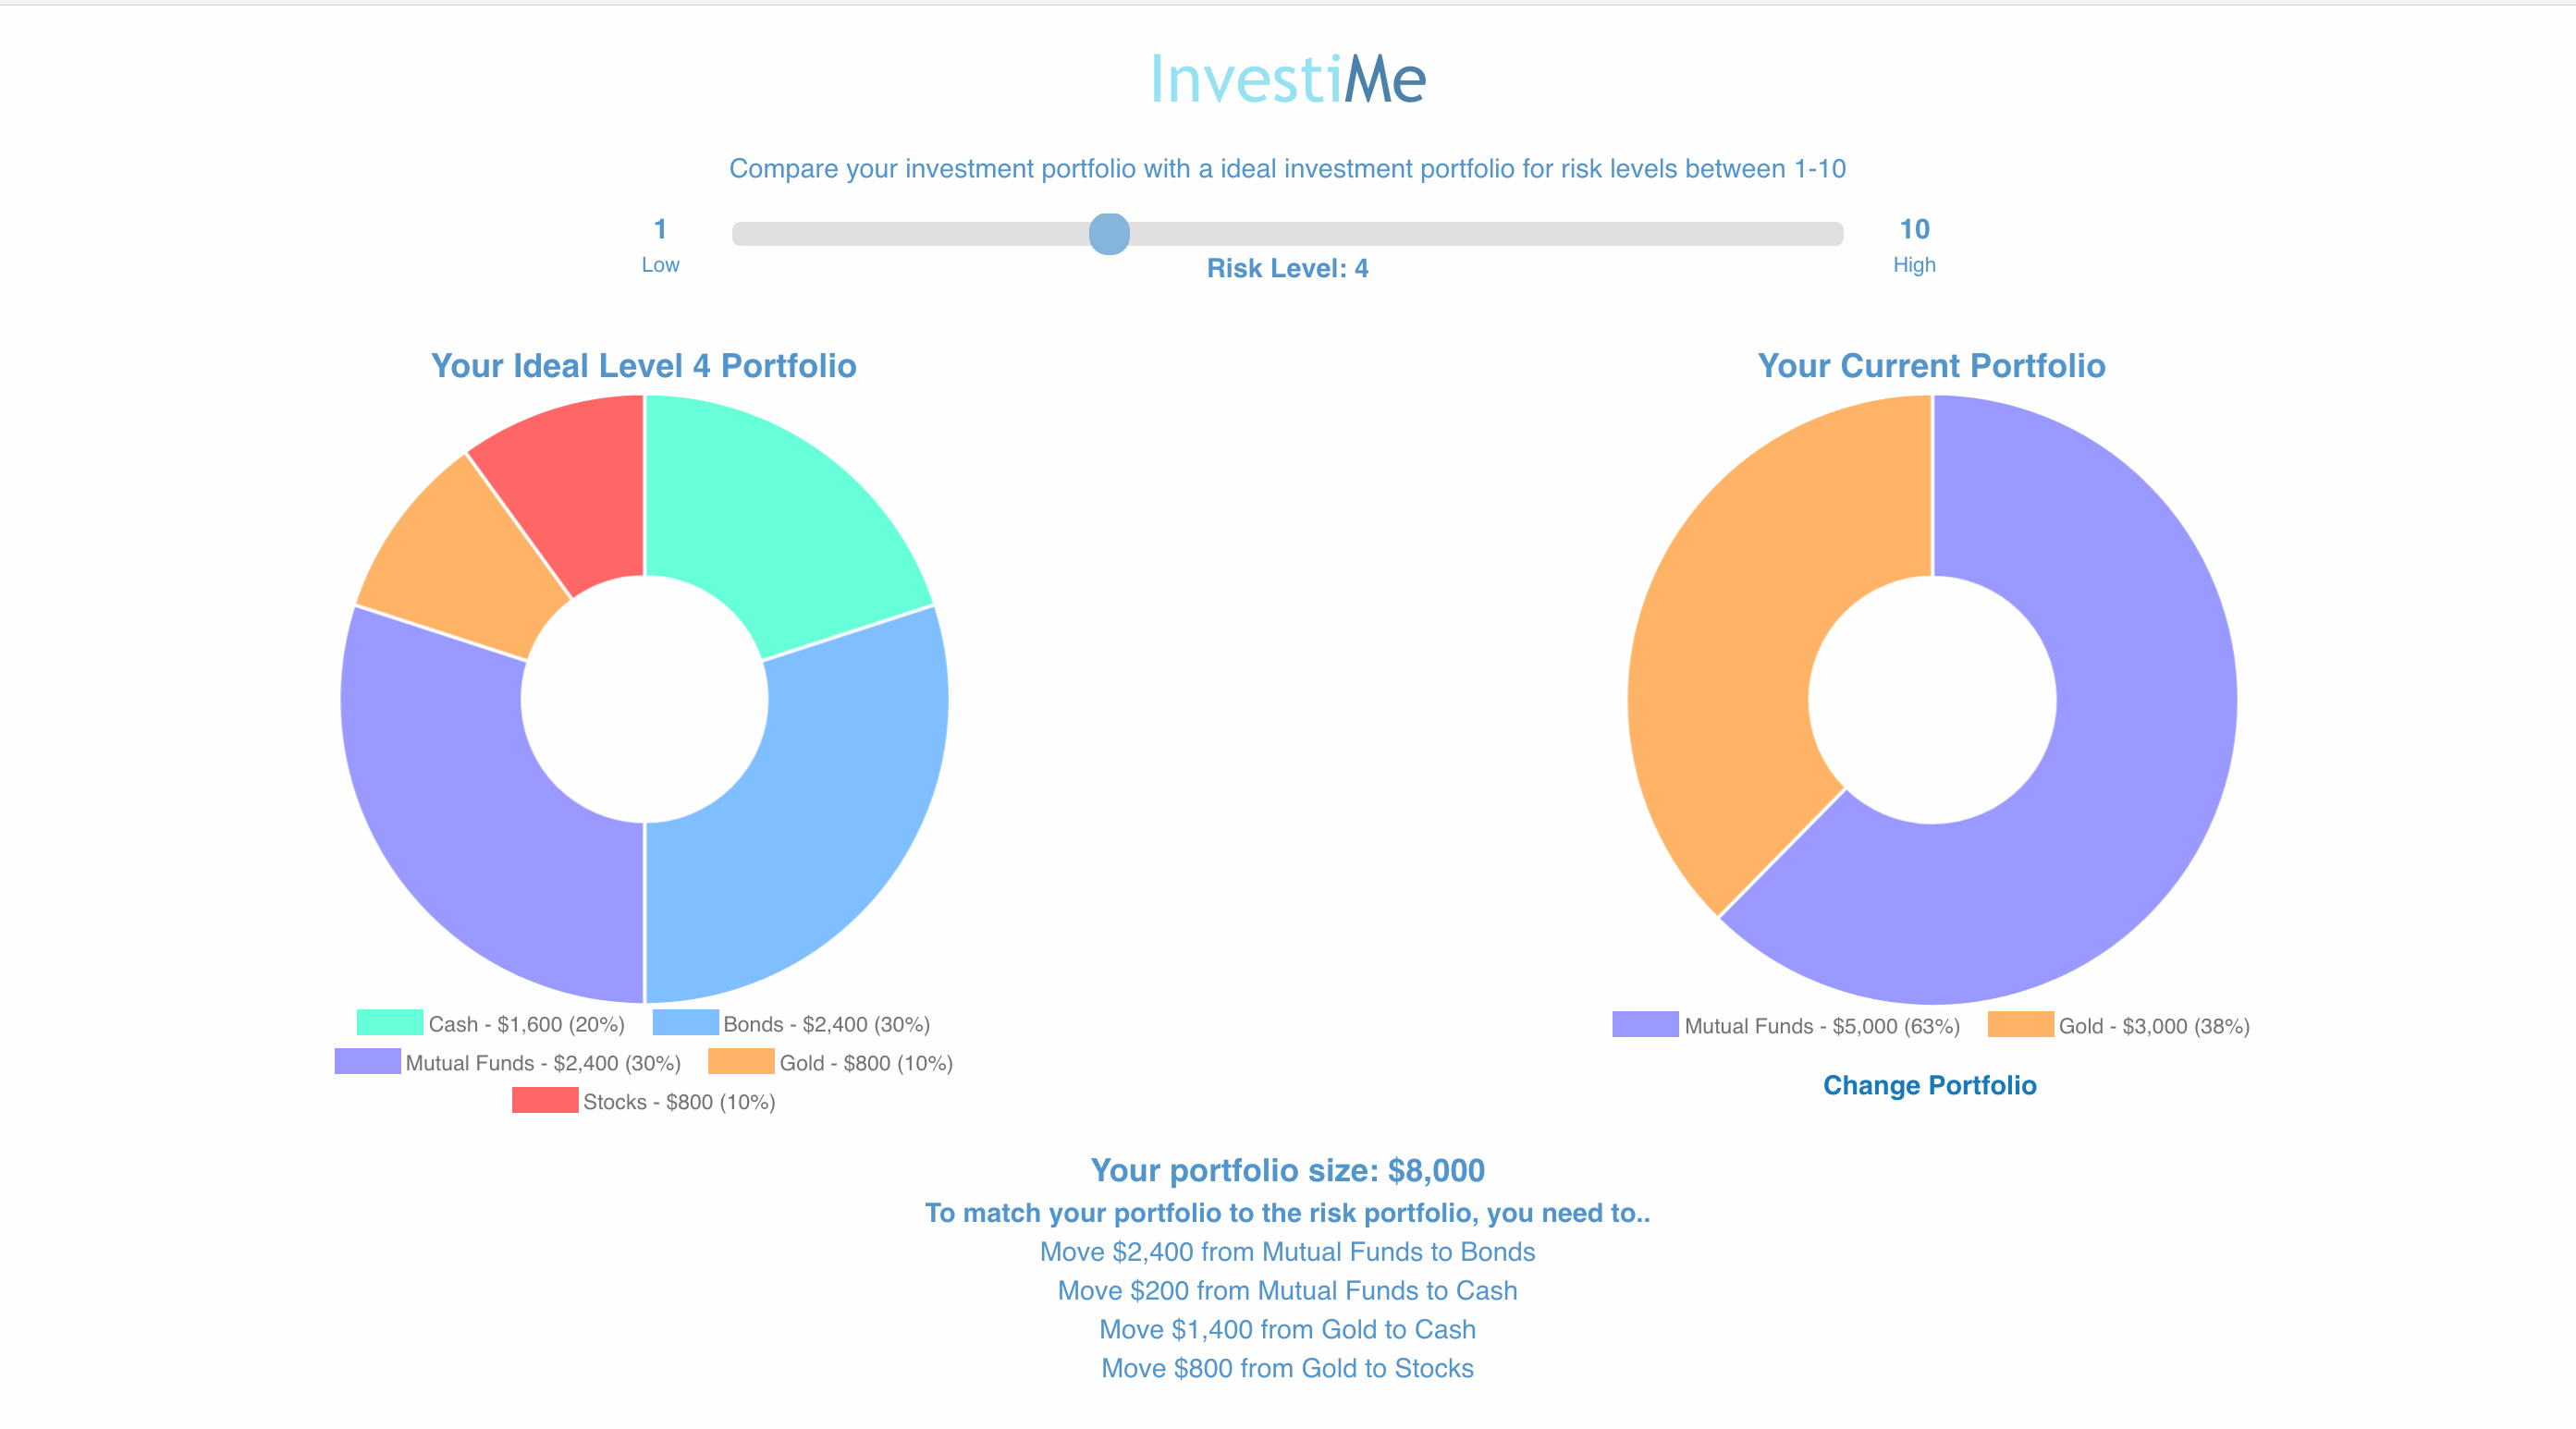 InvestiMe
Compare your investment portfolio with a ideal investment portfolio for risk levels between 1-10
1
Low
10
High
Risk Level: 4
Your Ideal Level 4 Portfolio
Cash - $1,600 (20%)
Bonds - $2,400 (30%)
Mutual Funds - $2,400 (30%)
Gold - $800 (10%)
Stocks - $800 (10%)
Your Current Portfolio
Mutual Funds - $5,000 (63%)
Gold - $3,000 (38%)
Change Portfolio
Your portfolio size: $8,000
To match your portfolio to the risk portfolio, you need to..
Move $2,400 from Mutual Funds to Bonds
Move $200 from Mutual Funds to Cash
Move $1,400 from Gold to Cash
Move $800 from Gold to Stocks